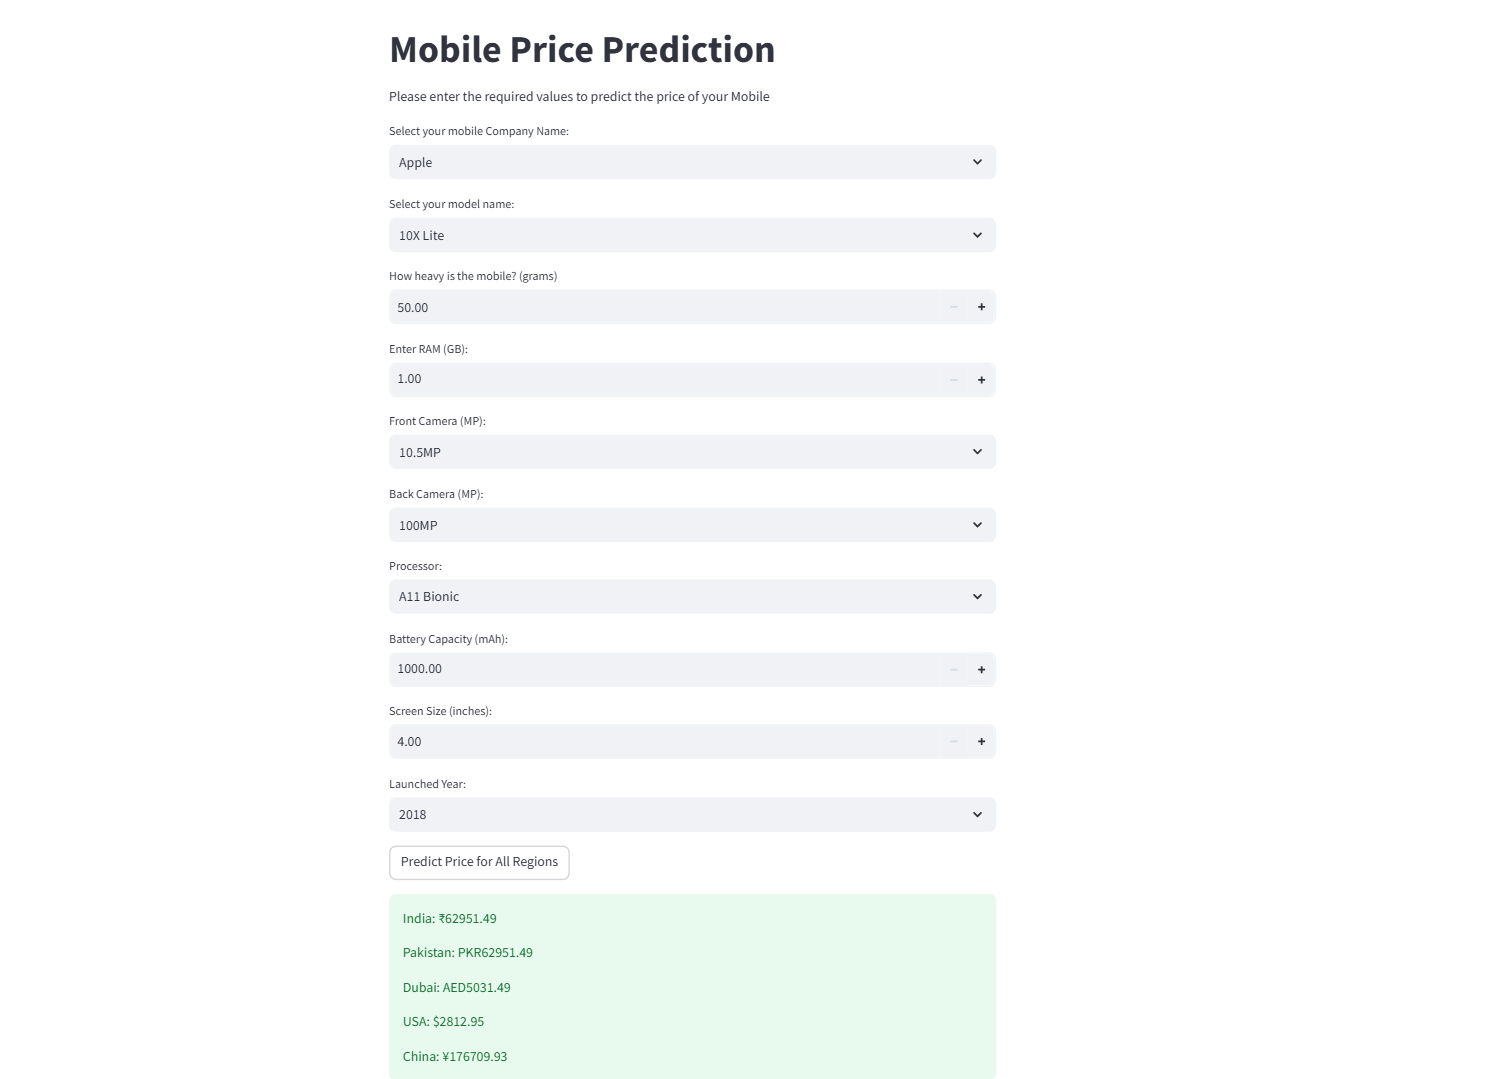 Mobile Price Prediction
Please enter the required values to predict the price of your Mobile
Select your mobile Company Name:
Apple
Select your model name:
10X Lite
How heavy is the mobile? (grams)
50.00
Enter RAM (GB):
1.00
Front Camera (MP):
10.5MP
Back Camera (MP):
100MP
Processor:
A11 Bionic
Battery Capacity (mAh):
1000.00
Screen Size (inches):
4.00
Launched Year:
2018
Predict Price for All Regions
India: ₹62951.49
Pakistan: PKR62951.49
Dubai: AED5031.49
USA: $2812.95
China: ¥176709.93